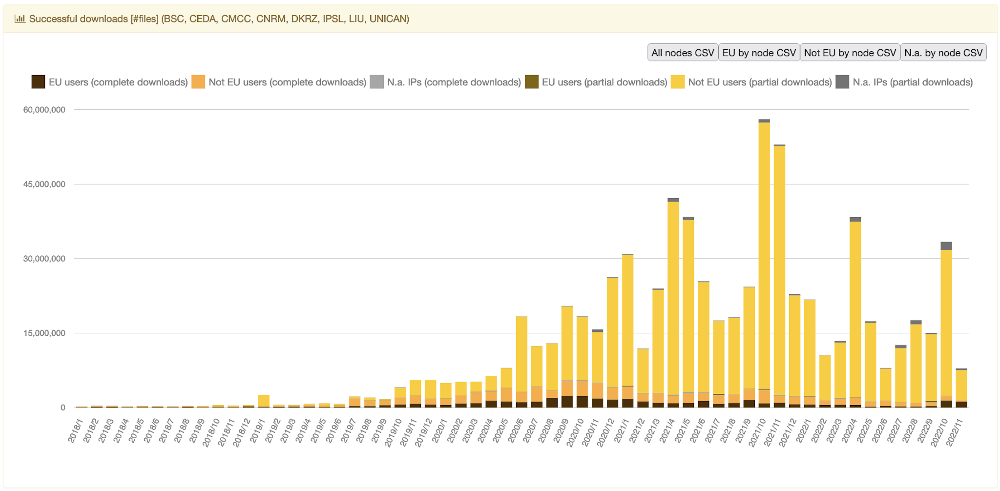 Successful downloads [#files] (BSC, CEDA, CMCC, CNRM, DKRZ, IPSL, LIU, UNICAN)
All nodes CSV EU by node CSV Not EU by node CSV N.a. by node CSV
EU users (complete downloads) Not EU users (complete downloads) N.a. IPs (complete downloads) EU users (partial downloads) Not EU users (partial downloads) N.a. IPs (partial downloads)
60,000,000
45,000,000
30,000,000
15,000,000
0
2018/1 2018/2 2018/3 2018/4 2018/5 2018/6 2018/7 2018/8 2018/9 2018/10 2018/11 2018/12 2019/1 2019/2 2019/3 2019/4 2019/5 2019/6 2019/7 2019/8 2019/9 2019/10 2019/11 2019/12 2020/1 2020/2 2020/3 2020/4 2020/5 2020/6 2020/7 2020/8 2020/9 2020/10 2020/11 2020/12 2021/1 2021/2 2021/3 2021/4 2021/5 2021/6 2021/7 2021/8 2021/9 2021/10 2021/11 2021/12 2022/1 2022/2 2022/3 2022/4 2022/5 2022/6 2022/7 2022/8 2022/9 2022/10 2022/11